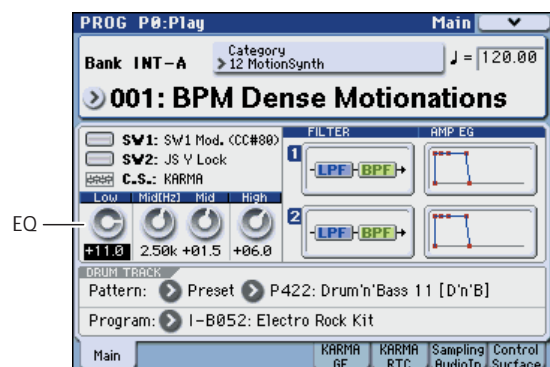 PROG P0:Play Main
Bank INT-A
Category
12 MotionSynth
♩ = 120.00
001: BPM Dense Motionations
SW1: SW1 Mod. (CC#80)
SW2: JS Y Lock
C.S.: KARMA
FILTER AMP EG
1 LPF BPF
Low Mid[Hz] Mid High
EQ
+11.0 2.50k +01.5 +06.0
2 LPF BPF
DRUM TRACK
Pattern: Preset P422: Drum'n'Bass 11 [D'n'B]
Program: I-B052: Electro Rock Kit
Main
KARMA GE
KARMA RTC
Sampling AudioIn
Control Surface